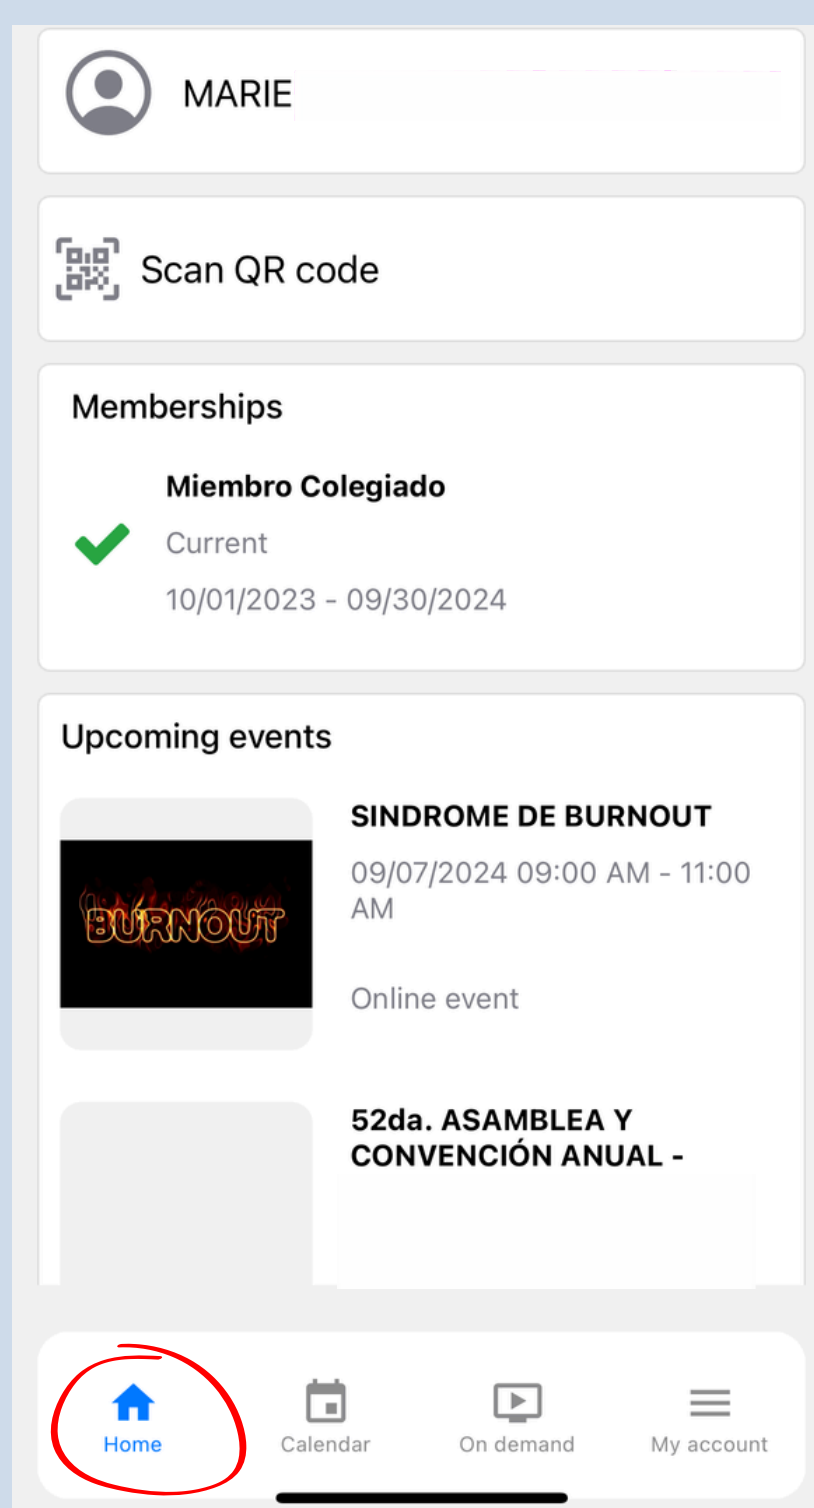 MARIE
Scan QR code
Memberships
Miembro Colegiado
Current
10/01/2023 - 09/30/2024
Upcoming events
SINDROME DE BURNOUT
09/07/2024 09:00 AM - 11:00
AM
BURNOUT
Online event
52da. ASAMBLEA Y
CONVENCIÓN ANUAL -
Home
Calendar
On demand
My account